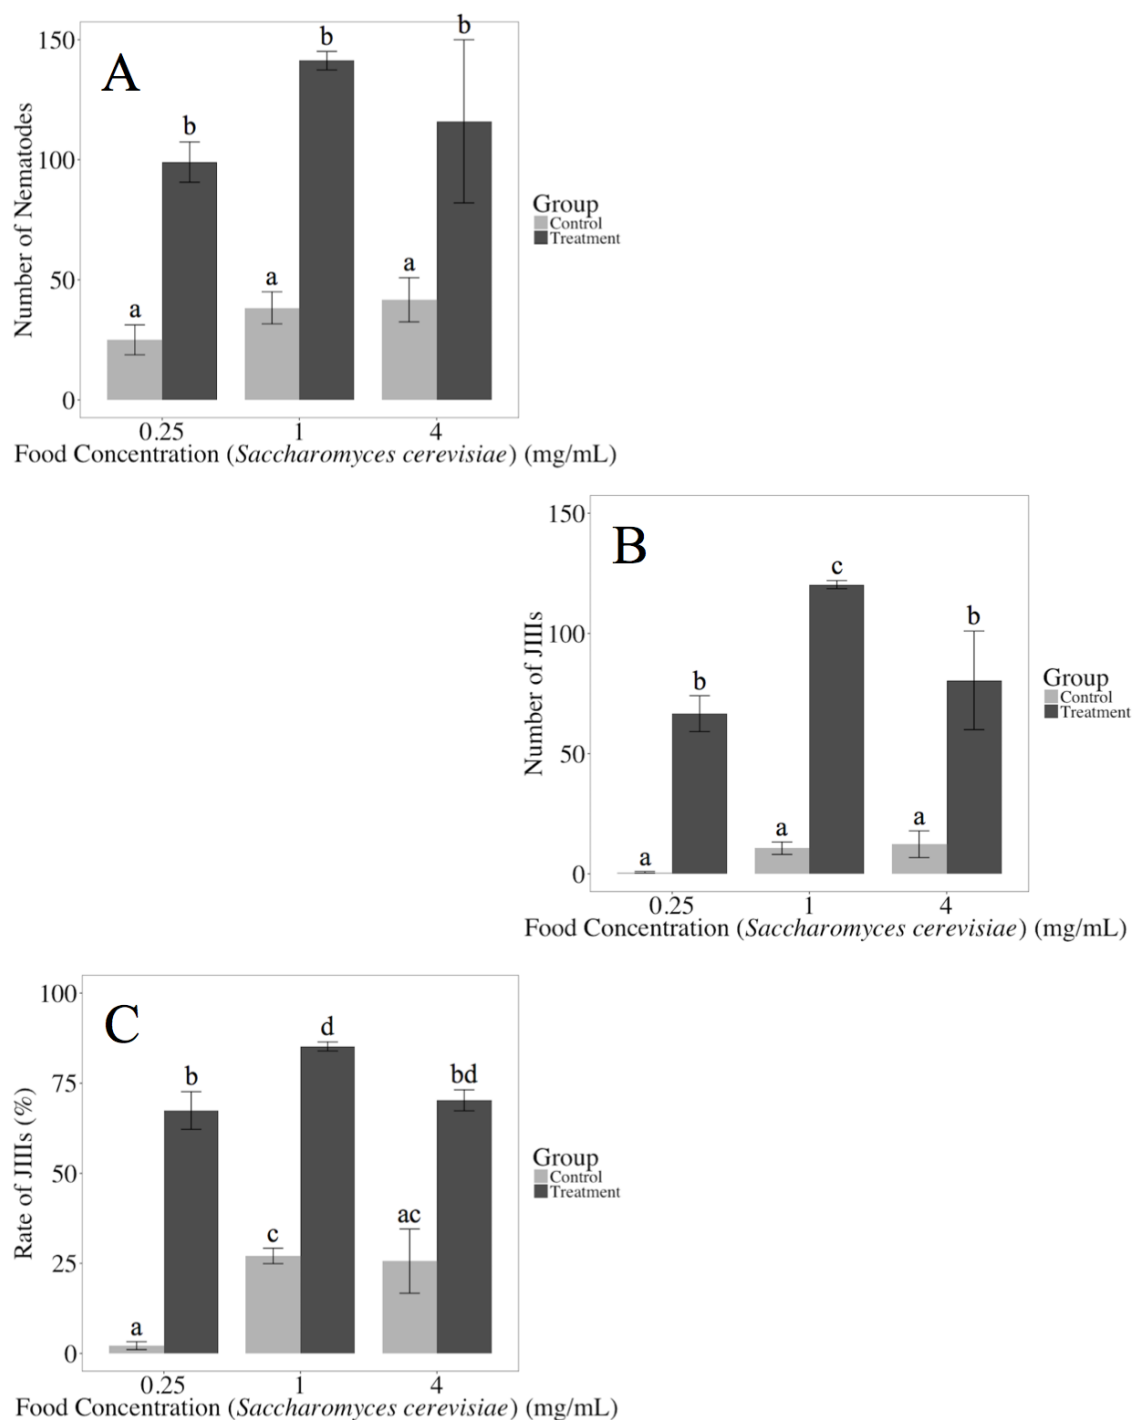 A
b
b
b
a
a
a
150
100
50
0
Number of Nematodes
0.25 1 4
Food Concentration (Saccharomyces cerevisiae) (mg/mL)
Group
Control
Treatment
B
c
b
b
a
a
a
150
100
50
0
Number of JIIIs
0.25 1 4
Food Concentration (Saccharomyces cerevisiae) (mg/mL)
Group
Control
Treatment
C
d
b
bd
c
ac
a
100
75
50
25
0
Rate of JIIIs (%)
0.25 1 4
Food Concentration (Saccharomyces cerevisiae) (mg/mL)
Group
Control
Treatment